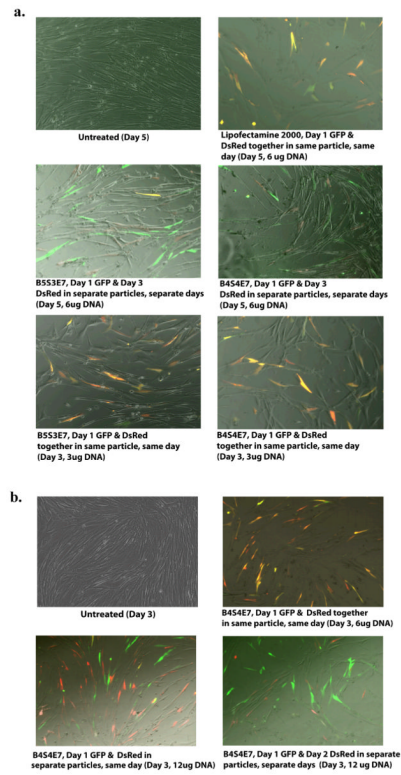 a.
Untreated (Day 5)
Lipofectamine 2000, Day 1 GFP &
DsRed together in same particle, same
day (Day 5, 6 ug DNA)
B5S3E7, Day 1 GFP & Day 3
DsRed in separate particles, separate days
(Day 5, 6ug DNA)
B4S4E7, Day 1 GFP & Day 3
DsRed in separate particles, separate days
(Day 5, 6ug DNA)
B5S3E7, Day 1 GFP & DsRed
together in same particle, same day
(Day 3, 3ug DNA)
B4S4E7, Day 1 GFP & DsRed
together in same particle, same day
(Day 3, 3ug DNA)
b.
Untreated (Day 3)
B4S4E7, Day 1 GFP & DsRed together
in same particle, same day (Day 3, 6ug DNA)
B4S4E7, Day 1 GFP & DsRed in
separate particles, same day (Day 3, 12ug DNA)
B4S4E7, Day 1 GFP & Day 2 DsRed in separate
particles, separate days (Day 3, 12 ug DNA)